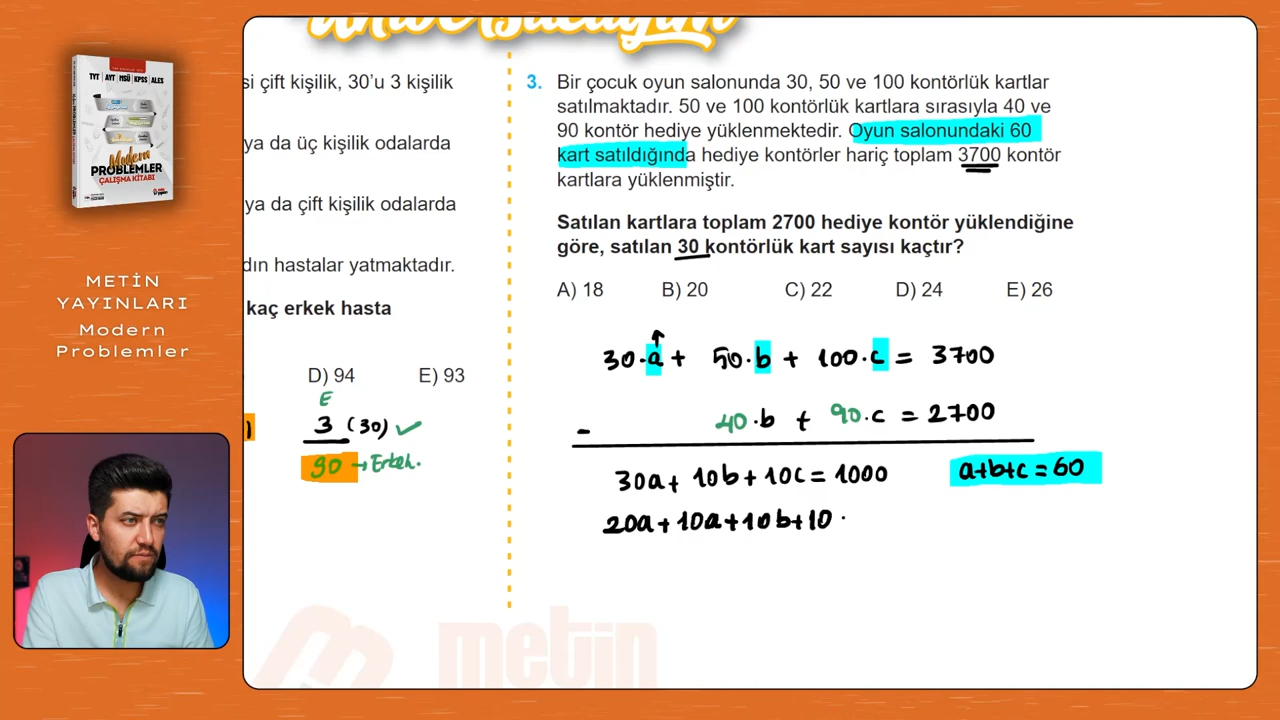 TYT | AYT | MSÜ | KPSS | ALES
Modern
PROBLEMLER
ÇALIŞMA KİTABI
METİN
YAYINLARI
Modern
Problemler
si çift kişilik, 30'u 3 kişilik
ya da üç kişilik odalarda
ya da çift kişilik odalarda
dın hastalar yatmaktadır.
kaç erkek hasta
D) 94 E) 93
E
3 (30) ✓
90 → Erkek.
3. Bir çocuk oyun salonunda 30, 50 ve 100 kontörlük kartlar
satılmaktadır. 50 ve 100 kontörlük kartlara sırasıyla 40 ve
90 kontör hediye yüklenmektedir. Oyun salonundaki 60
kart satıldığında hediye kontörler hariç toplam 3700 kontör
kartlara yüklenmiştir.
Satılan kartlara toplam 2700 hediye kontör yüklendiğine
göre, satılan 30 kontörlük kart sayısı kaçtır?
A) 18 B) 20 C) 22 D) 24 E) 26
30·a + 50·b + 100·c = 3700
- 40·b + 90·c = 2700
30a + 10b + 10c = 1000 a+b+c = 60
20a + 10a + 10b + 10 ·
metin